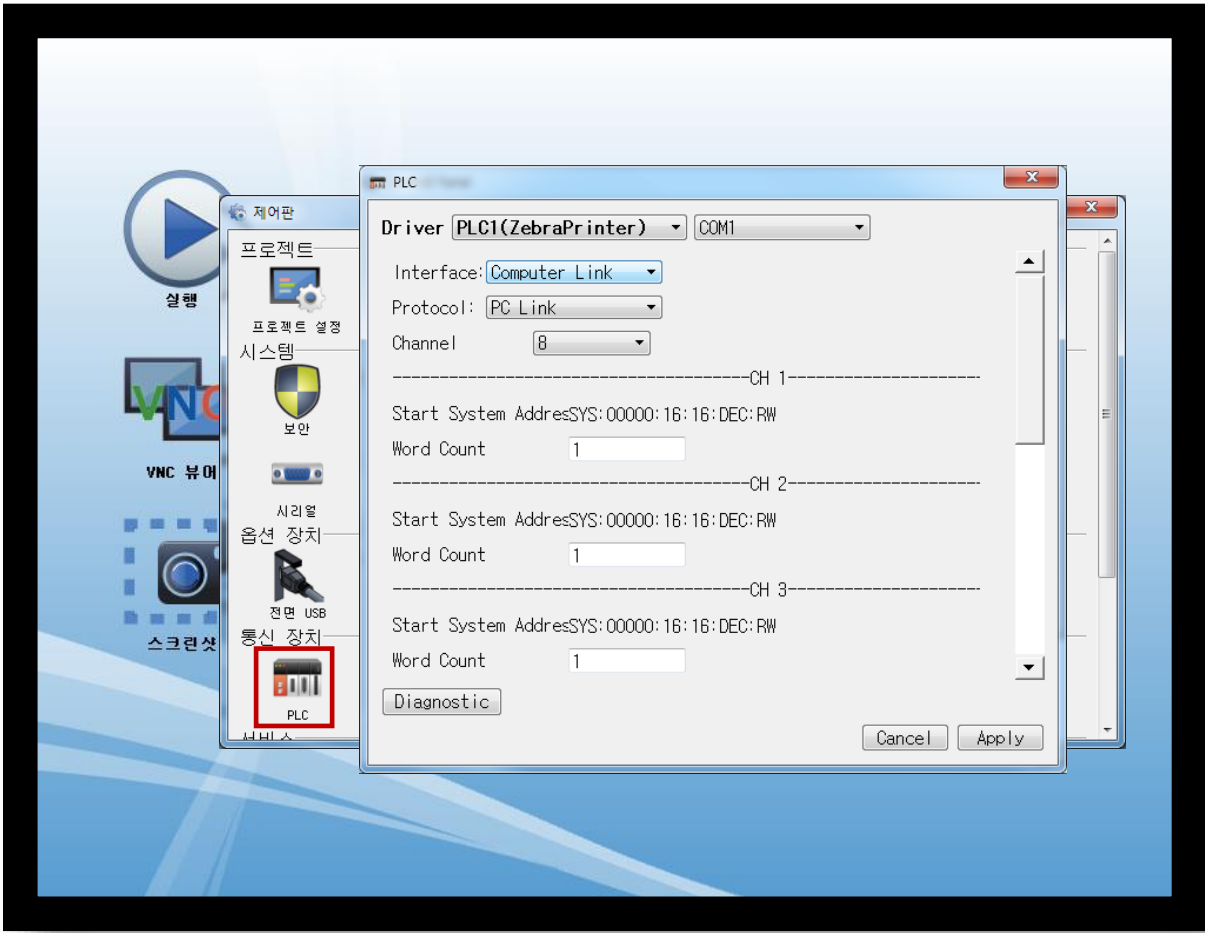 실행
VNC 뷰어
스크린샷
제어판
프로젝트
프로젝트 설정
시스템
보안
시리얼
옵션 장치
전면 USB
통신 장치
PLC
서비스
PLC
Driver PLC1(ZebraPrinter) COM1
Interface: Computer Link
Protocol: PC Link
Channel 8
CH 1
Start System AddresSYS:00000:16:16:DEC:RW
Word Count 1
CH 2
Start System AddresSYS:00000:16:16:DEC:RW
Word Count 1
CH 3
Start System AddresSYS:00000:16:16:DEC:RW
Word Count 1
Diagnostic
Cancel Apply